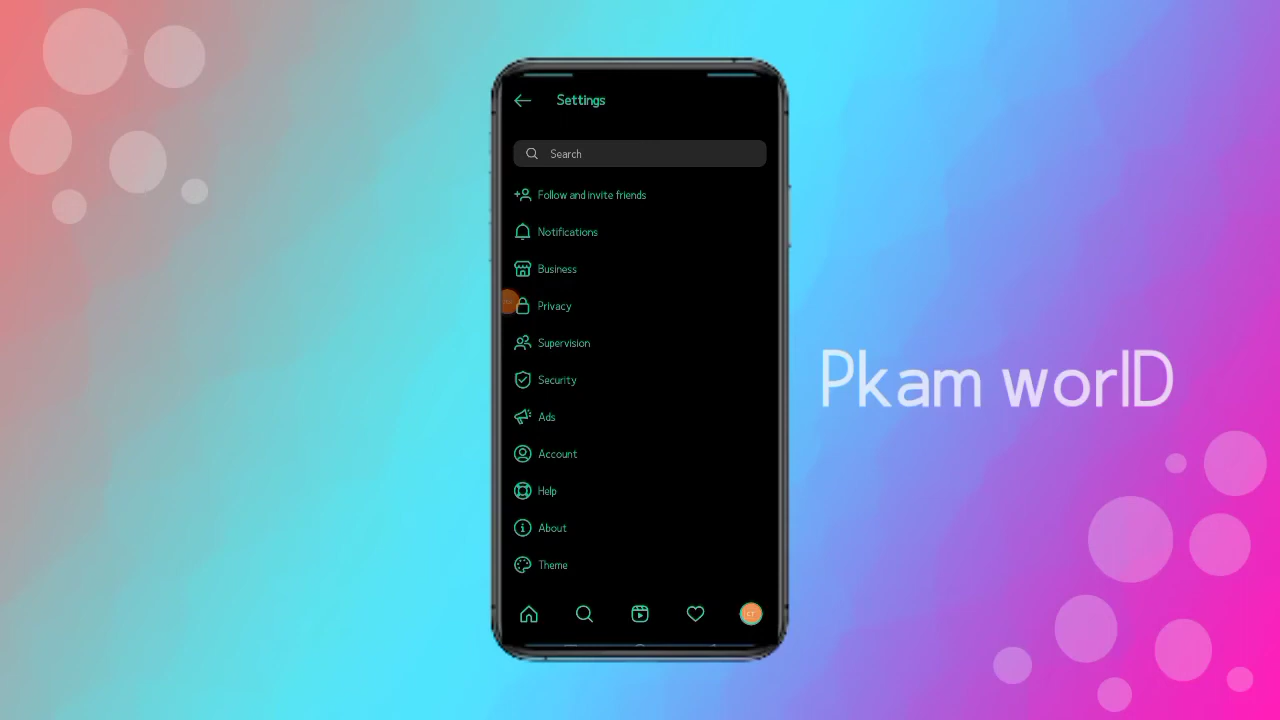 Settings
Search
Follow and invite friends
Notifications
Business
Privacy
Supervision
Security
Ads
Account
Help
About
Theme
Pkam worlD